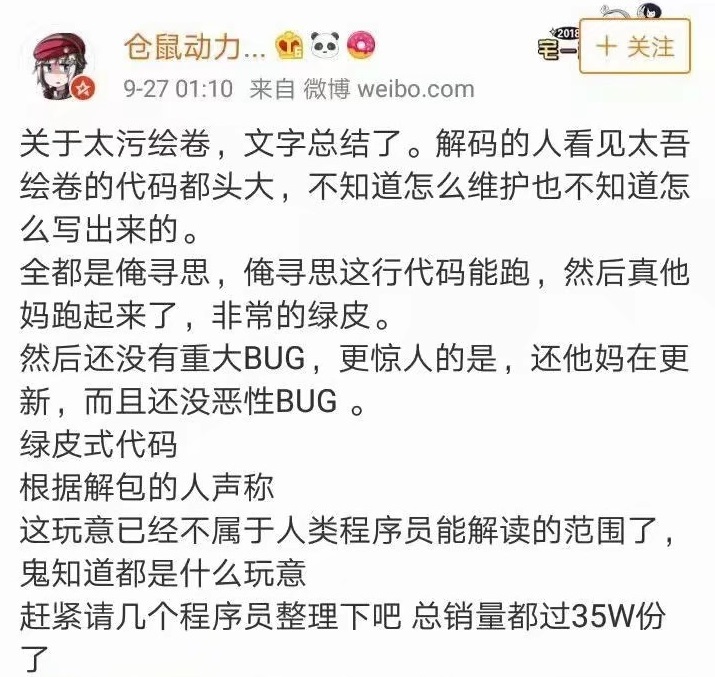 仓鼠动力...
2018
宅一
+ 关注
9-27 01:10 来自 微博 weibo.com
关于太污绘卷，文字总结了。解码的人看见太吾
绘卷的代码都头大，不知道怎么维护也不知道怎
么写出来的。
全都是俺寻思，俺寻思这行代码能跑，然后真他
妈跑起来了，非常的绿皮。
然后还没有重大BUG，更惊人的是，还他妈在更
新，而且还没恶性BUG 。
绿皮式代码
根据解包的人声称
这玩意已经不属于人类程序员能解读的范围了，
鬼知道都是什么玩意
赶紧请几个程序员整理下吧 总销量都过35W份
了